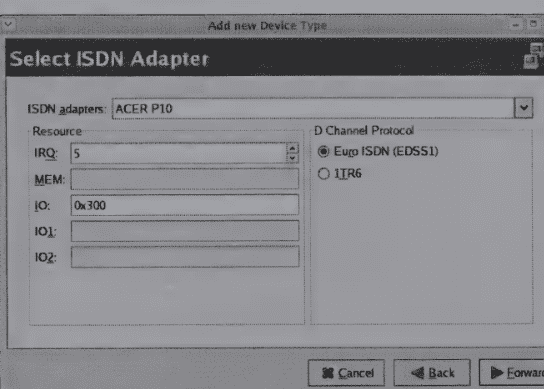 Add new Device Type
Select ISDN Adapter
ISDN adapters: ACER P10
Resource
IRQ: 5
MEM:
IO: 0x300
IO1:
IO2:
D Channel Protocol
Euro ISDN (EDSS1)
1TR6
Cancel Back Forward